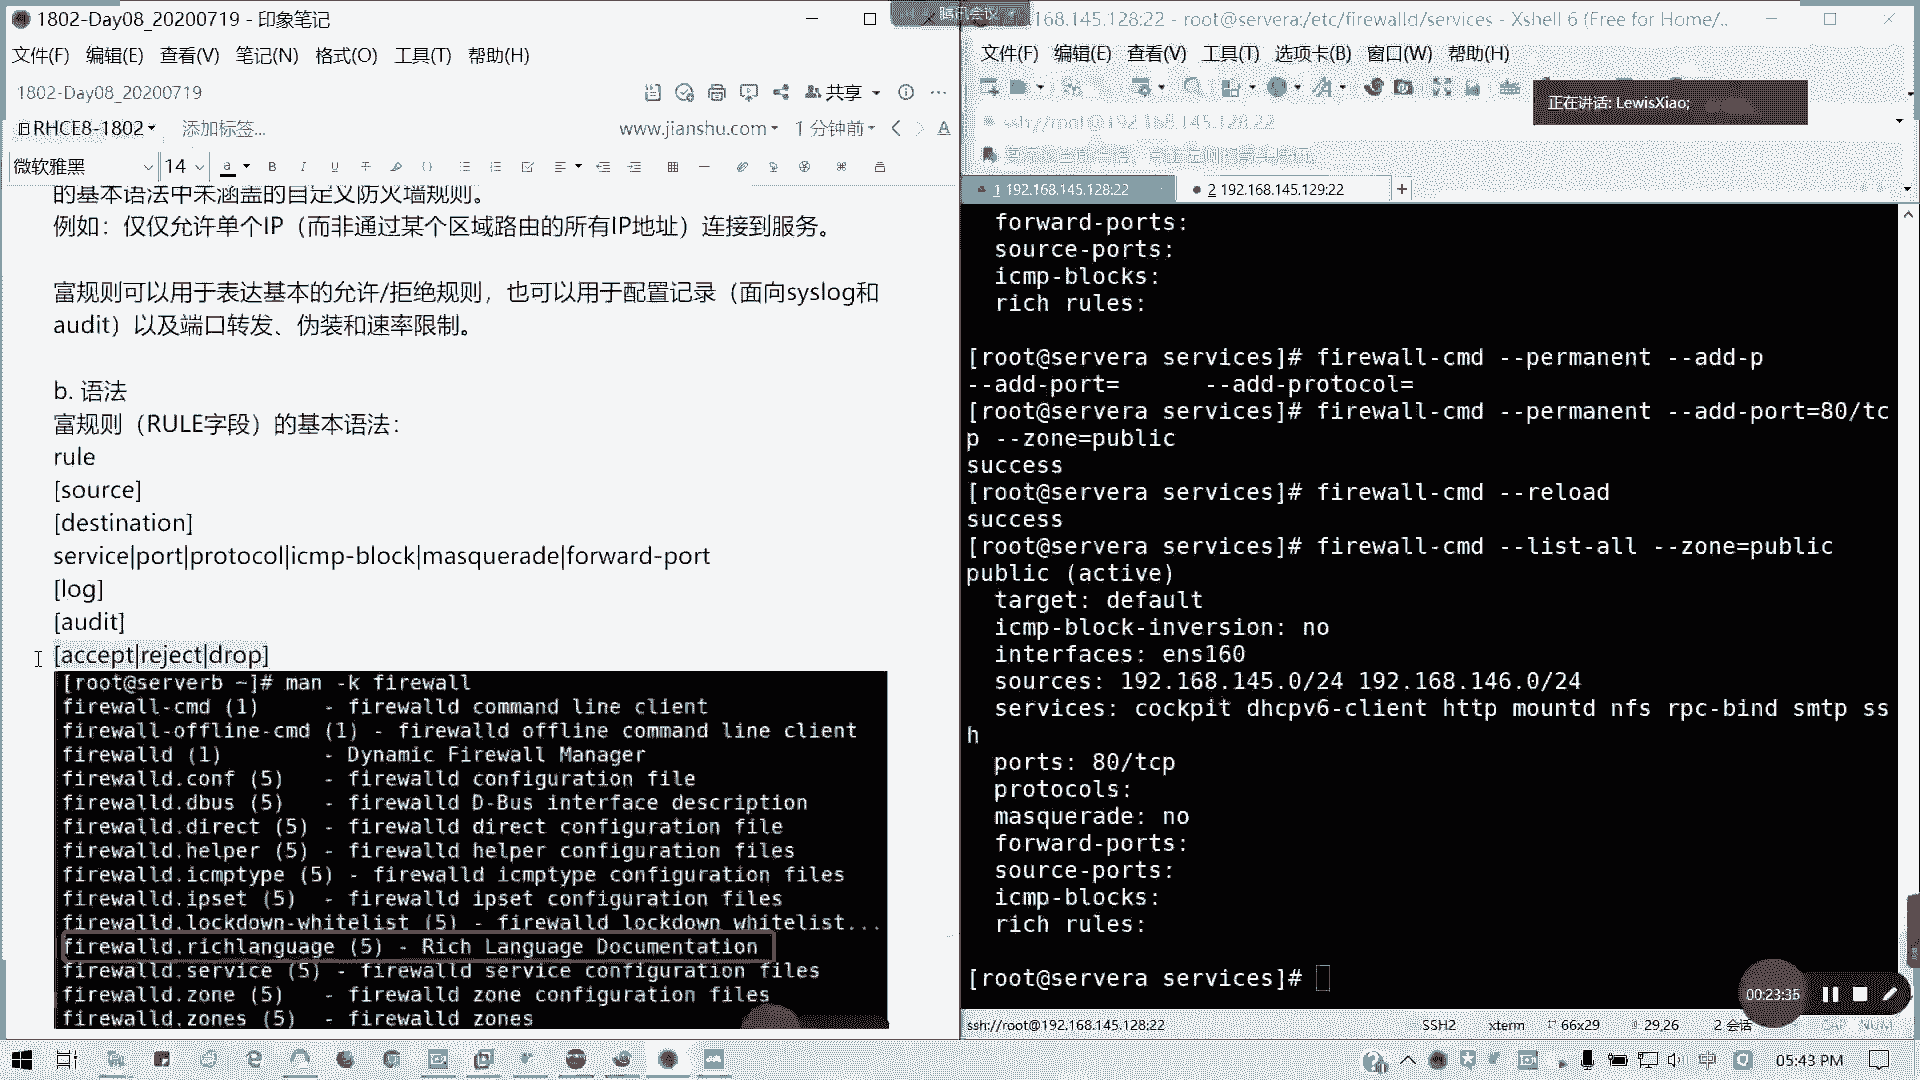 1802-Day08_20200719 - 印象笔记
文件(F) 编辑(E) 查看(V) 笔记(N) 格式(O) 工具(T) 帮助(H)
1802-Day08_20200719
共享
RHCE8-1802
添加标签...
www.jianshu.com
1 分钟前
微软雅黑
14
的基本语法中未涵盖的自定义防火墙规则。
例如：仅仅允许单个IP（而非通过某个区域路由的所有IP地址）连接到服务。
富规则可以用于表达基本的允许/拒绝规则，也可以用于配置记录（面向syslog和
audit）以及端口转发、伪装和速率限制。
b. 语法
富规则（RULE字段）的基本语法：
rule
[source]
[destination]
service|port|protocol|icmp-block|masquerade|forward-port
[log]
[audit]
[accept|reject|drop]
[root@serverb ~]# man -k firewall
firewall-cmd (1)     - firewalld command line client
firewall-offline-cmd (1) - firewalld offline command line client
firewalld (1)        - Dynamic Firewall Manager
firewalld.conf (5)   - firewalld configuration file
firewalld.dbus (5)   - firewalld D-Bus interface description
firewalld.direct (5) - firewalld direct configuration file
firewalld.helper (5) - firewalld helper configuration files
firewalld.icmptype (5) - firewalld icmptype configuration files
firewalld.ipset (5)  - firewalld ipset configuration files
firewalld.lockdown-whitelist (5) - firewalld lockdown whitelist...
firewalld.richlanguage (5) - Rich Language Documentation
firewalld.service (5) - firewalld service configuration files
firewalld.zone (5)   - firewalld zone configuration files
firewalld.zones (5)  - firewalld zones
腾讯会议
168.145.128:22 - root@servera:/etc/firewalld/services - Xshell 6 (Free for Home/..
文件(F) 编辑(E) 查看(V) 工具(T) 选项卡(B) 窗口(W) 帮助(H)
正在讲话: LewisXiao;
ssh://root@192.168.145.128:22
1 192.168.145.128:22
2 192.168.145.129:22
  forward-ports:
  source-ports:
  icmp-blocks:
  rich rules:
[root@servera services]# firewall-cmd --permanent --add-p
--add-port=      --add-protocol=
[root@servera services]# firewall-cmd --permanent --add-port=80/tc
p --zone=public
success
[root@servera services]# firewall-cmd --reload
success
[root@servera services]# firewall-cmd --list-all --zone=public
public (active)
  target: default
  icmp-block-inversion: no
  interfaces: ens160
  sources: 192.168.145.0/24 192.168.146.0/24
  services: cockpit dhcpv6-client http mountd nfs rpc-bind smtp ss
h
  ports: 80/tcp
  protocols:
  masquerade: no
  forward-ports:
  source-ports:
  icmp-blocks:
  rich rules:
[root@servera services]#
00:23:35
ssh://root@192.168.145.128:22
SSH2
xterm
66x29
29,26
2 会话
CAP NUM
中
05:43 PM